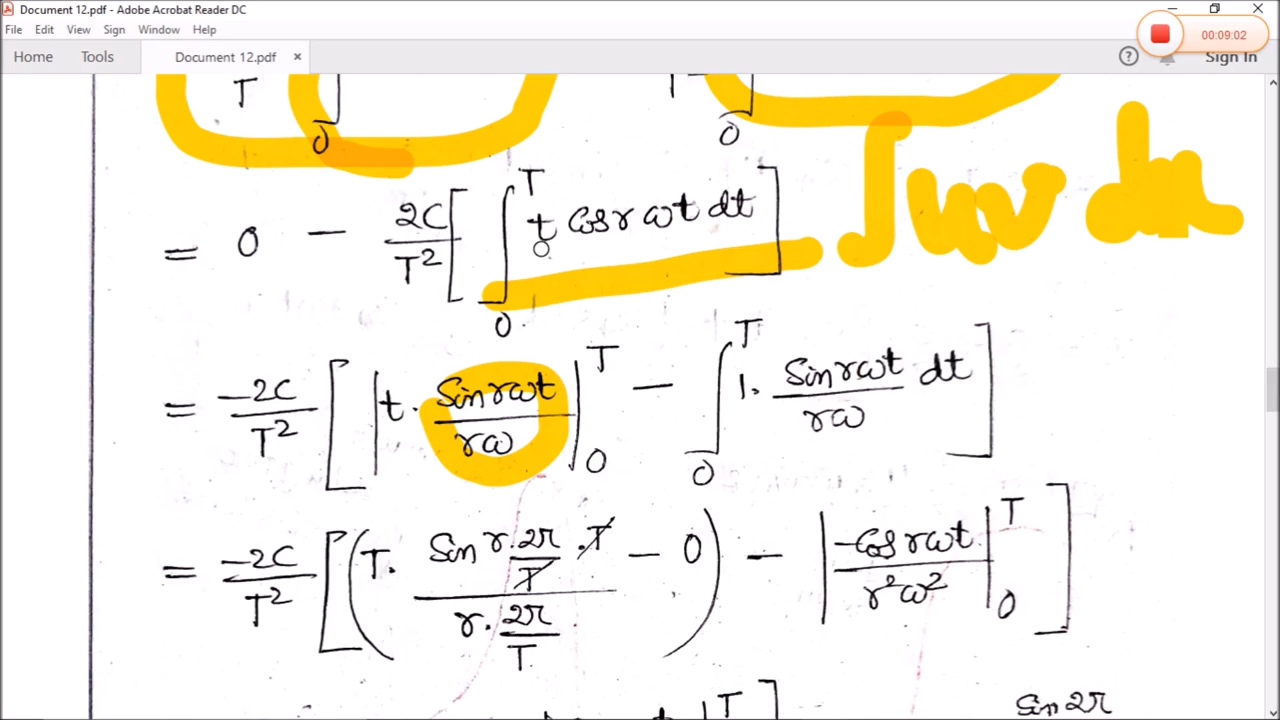 Document 12.pdf - Adobe Acrobat Reader DC
File Edit View Sign Window Help
00:09:02
Home Tools Document 12.pdf × ? Sign In
T ] 0 T ] 0
= 0 − 2C/T² [ ∫₀ᵀ t cos rωt dt ] ∫ uv dx
= −2C/T² [ | t · Sin rωt / rω |₀ᵀ − ∫₀ᵀ 1 · Sin rωt / rω dt ]
= −2C/T² [ ( T · Sin r · 2π/T · T / r · 2π/T − 0 ) − | −Cos rωt / r²ω² |₀ᵀ ]
T ] Sin 2π